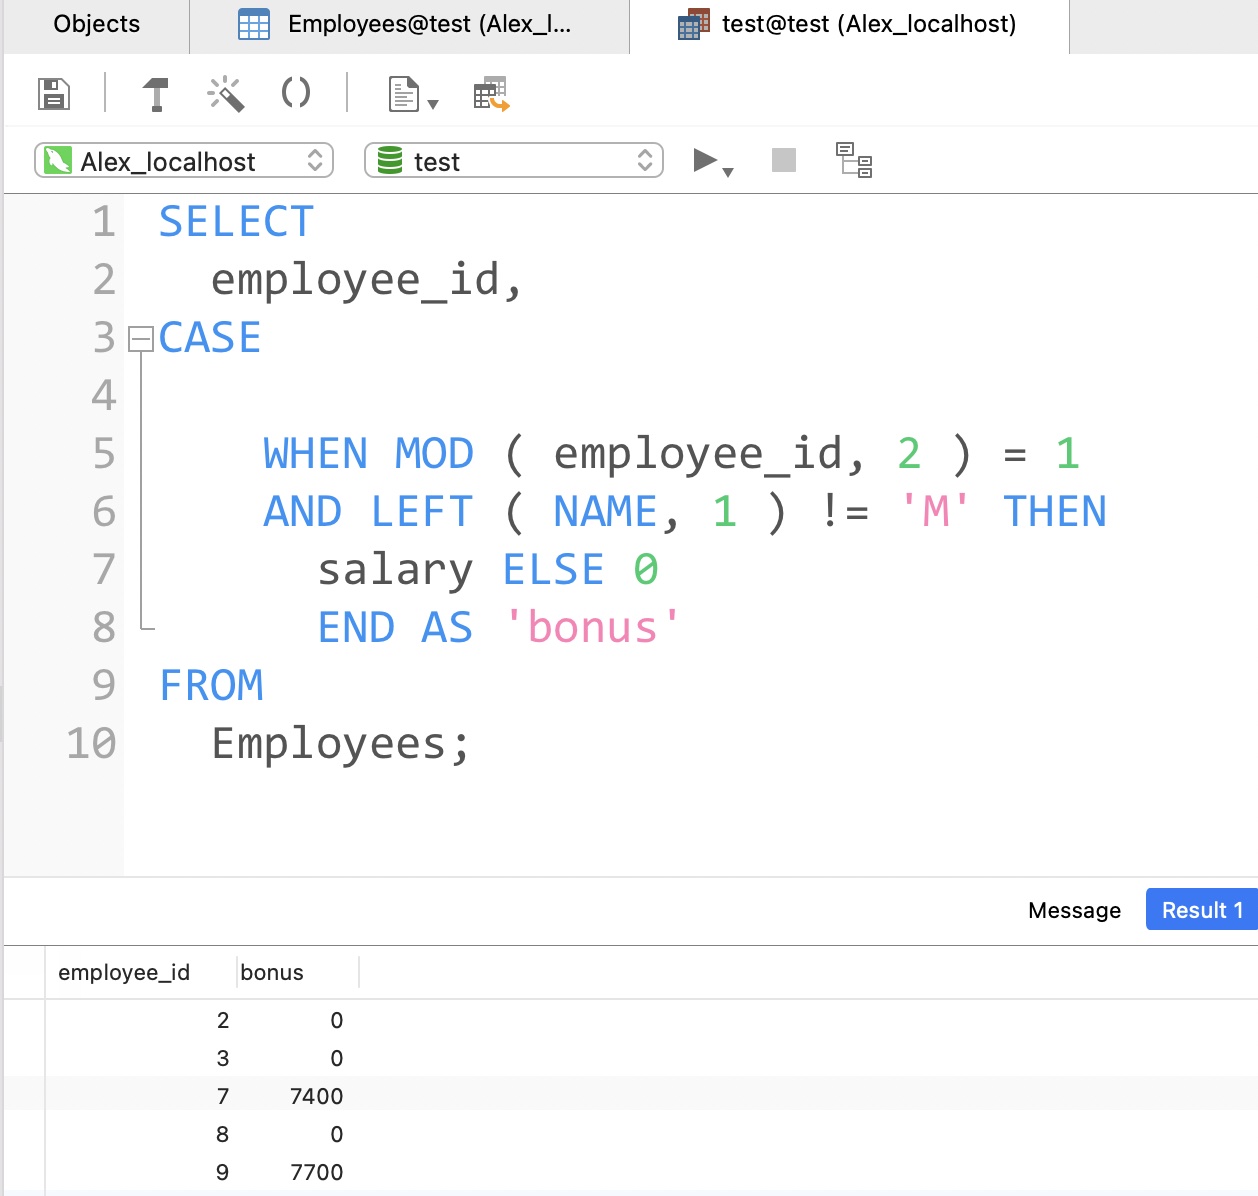 Objects
Employees@test (Alex_l...
test@test (Alex_localhost)
Alex_localhost
test
1 SELECT
2 employee_id,
3 CASE
4
5 WHEN MOD ( employee_id, 2 ) = 1
6 AND LEFT ( NAME, 1 ) != 'M' THEN
7 salary ELSE 0
8 END AS 'bonus'
9 FROM
10 Employees;
Message
Result 1
employee_id bonus
2 0
3 0
7 7400
8 0
9 7700